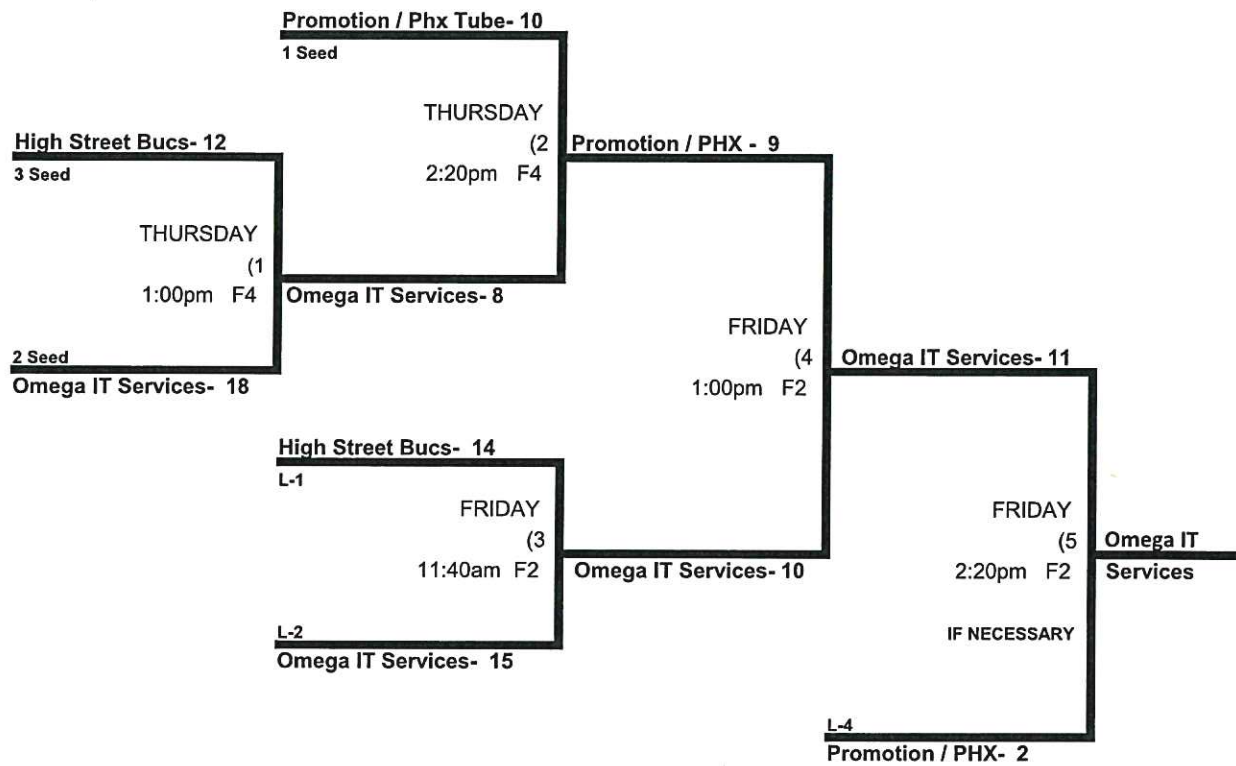 Promotion / Phx Tube- 10
1 Seed
THURSDAY
(2
2:20pm F4
High Street Bucs- 12
3 Seed
THURSDAY
(1
1:00pm F4
2 Seed
Omega IT Services- 18
Omega IT Services- 8
Promotion / PHX - 9
FRIDAY
(4
1:00pm F2
High Street Bucs- 14
L-1
FRIDAY
(3
11:40am F2
L-2
Omega IT Services- 15
Omega IT Services- 10
Omega IT Services- 11
FRIDAY
(5
2:20pm F2
IF NECESSARY
L-4
Promotion / PHX- 2
Omega IT
Services